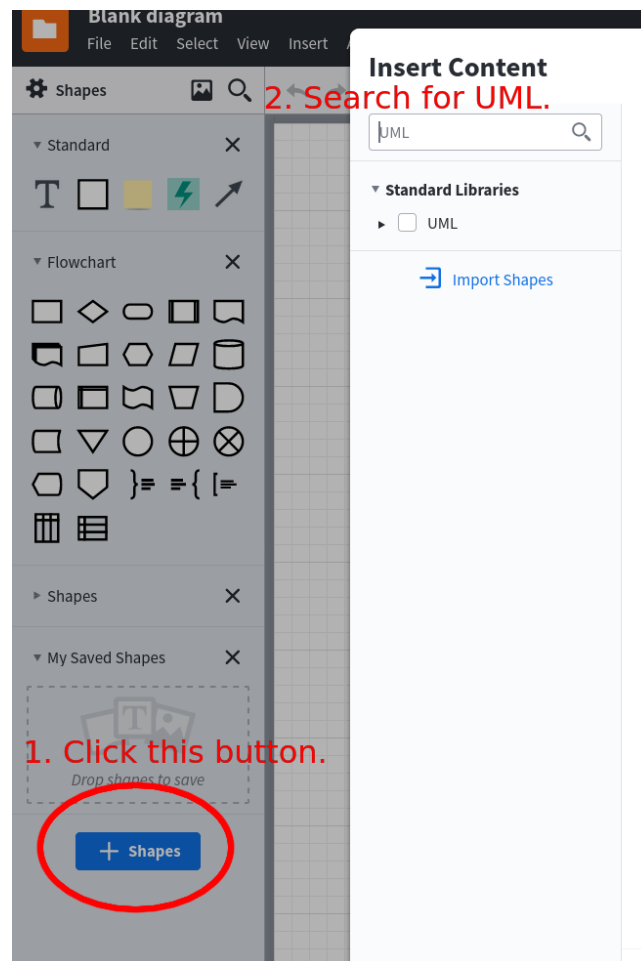 Blank diagram
File Edit Select View Insert
Insert Content
Shapes
2. Search for UML.
UML
Standard
T
Standard Libraries
UML
Flowchart
Import Shapes
Shapes
My Saved Shapes
T
1. Click this button.
Drop shapes to save
+ Shapes